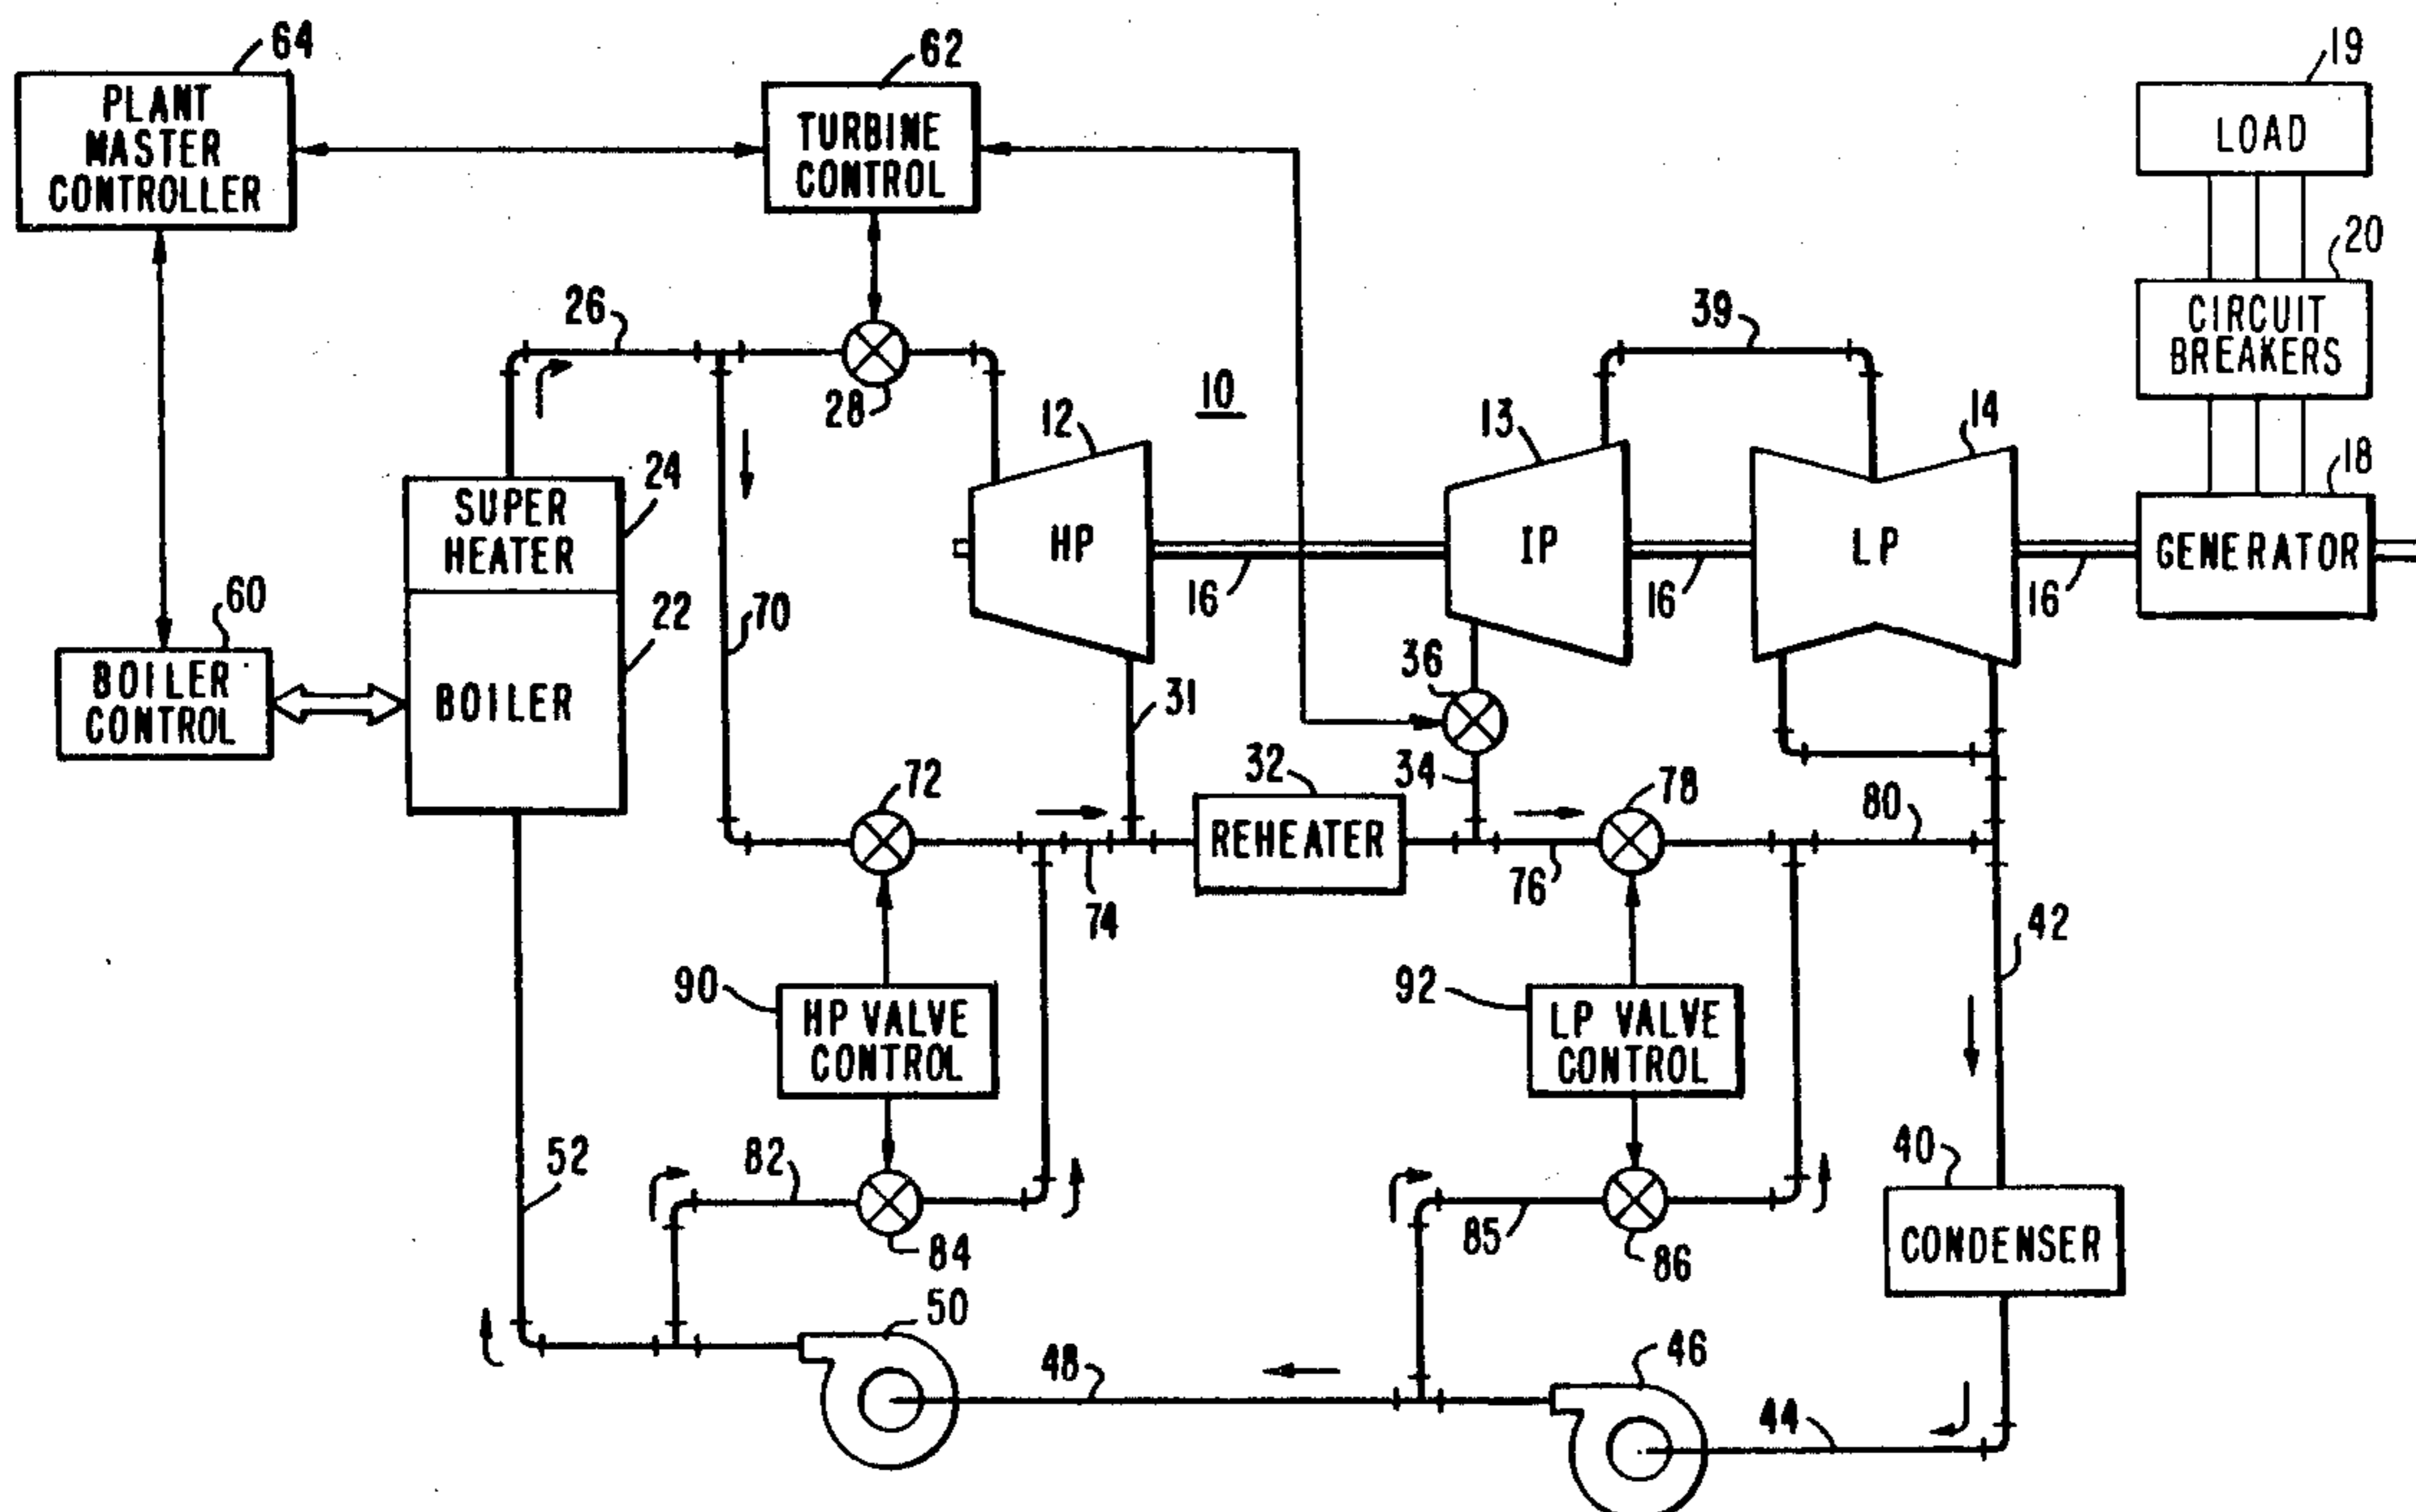 64
PLANT
MASTER
CONTROLLER
62
TURBINE
CONTROL
19
LOAD
20
CIRCUIT
BREAKERS
18
GENERATOR
26
28
10
12
HP
13
IP
39
14
LP
16
16
16
24
SUPER
HEATER
22
BOILER
60
BOILER
CONTROL
70
72
31
36
34
32
REHEATER
74
76
78
80
42
90
HP VALVE
CONTROL
92
LP VALVE
CONTROL
52
82
84
85
86
40
CONDENSER
50
48
46
44